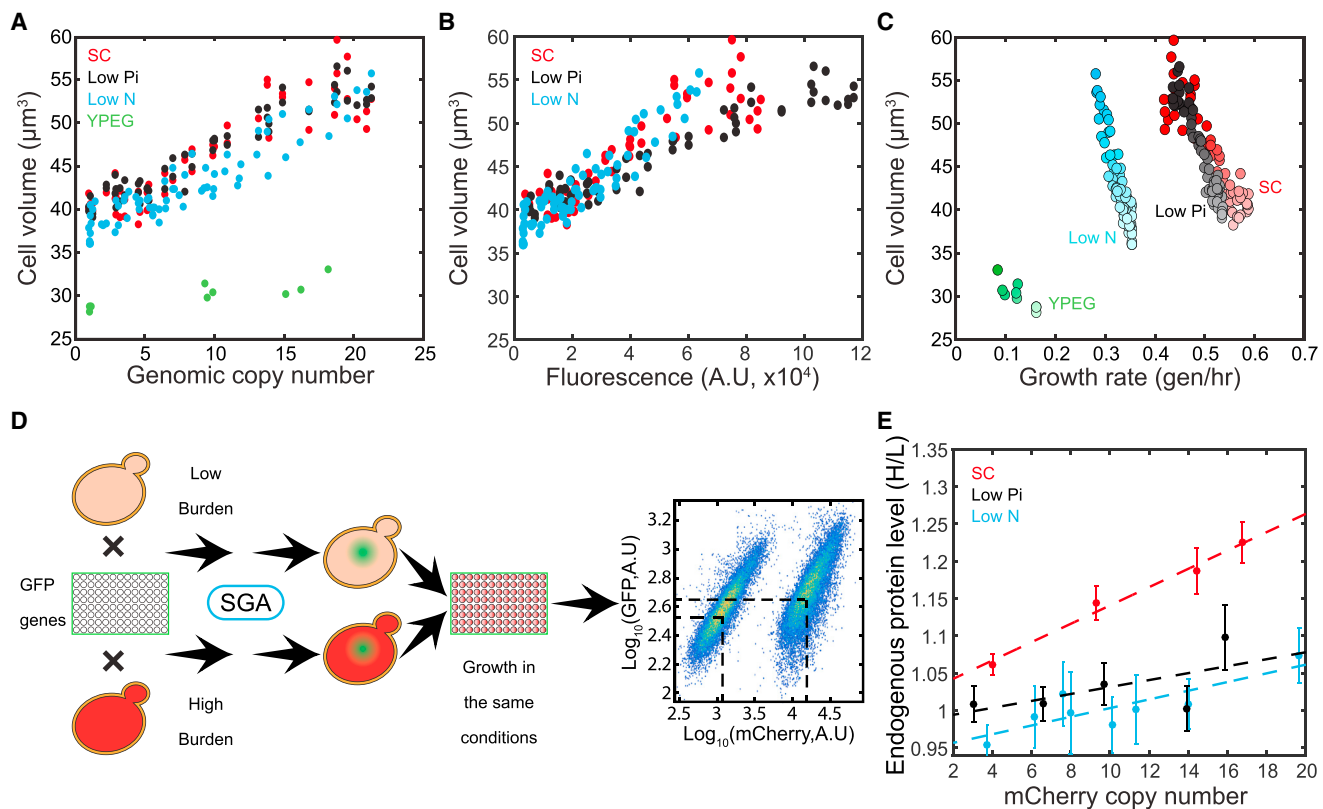 A
SC
Low Pi
Low N
YPEG
Cell volume (µm³)
60
55
50
45
40
35
30
25
0
5
10
15
20
25
Genomic copy number
B
SC
Low Pi
Low N
Cell volume (µm³)
60
55
50
45
40
35
30
25
0
2
4
6
8
10
12
Fluorescence (A.U, x10⁴)
C
Cell volume (µm³)
60
55
50
45
40
35
30
25
SC
Low Pi
Low N
YPEG
0
0.1
0.2
0.3
0.4
0.5
0.6
0.7
Growth rate (gen/hr)
D
Low
Burden
GFP
genes
SGA
High
Burden
Growth in
the same
conditions
Log₁₀(GFP,A.U)
3.2
3
2.8
2.6
2.4
2.2
2
2.5
3.0
3.5
4
4.5
Log₁₀(mCherry,A.U)
E
SC
Low Pi
Low N
Endogenous protein level (H/L)
1.35
1.3
1.25
1.2
1.15
1.1
1.05
1
0.95
2
4
6
8
10
12
14
16
18
20
mCherry copy number